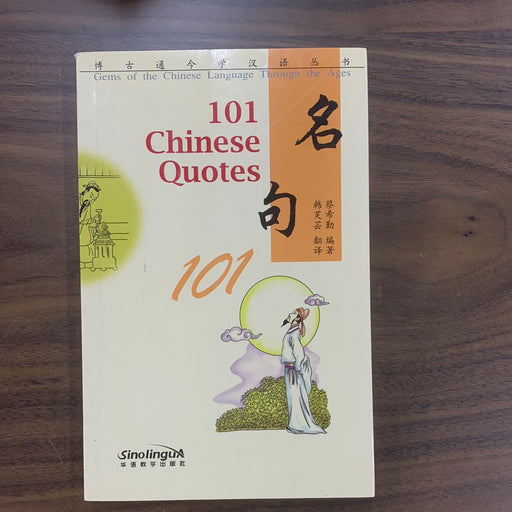 博古通今学汉语丛书
Gems of the Chinese Language Through the Ages
101
Chinese
Quotes
名
句
蔡希勤 编著
韩芙芸 翻译
101
Sinolingua
华语教学出版社